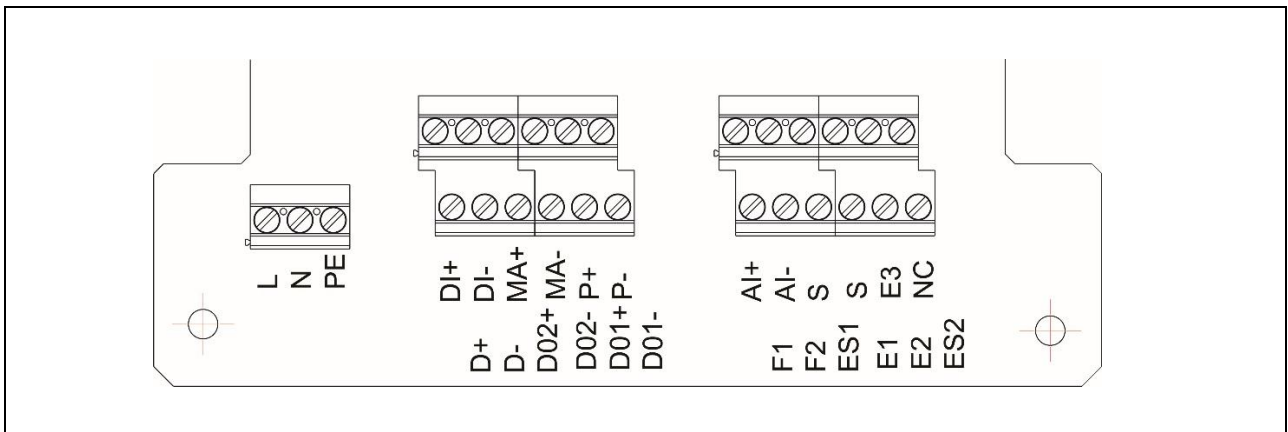 L N PE
DI+ DI- MA+ MA- P+ P-
D+ D- D02+ D02- D01+ D01-
AI+ AI- S S E3 NC
F1 F2 ES1 E1 E2 ES2